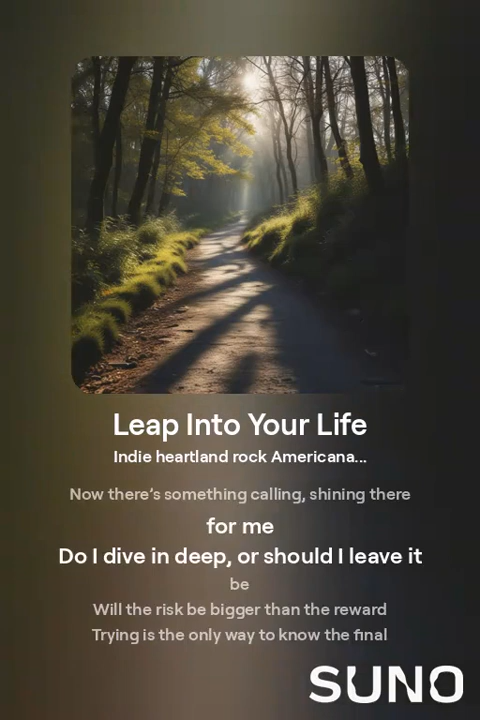 Leap Into Your Life
Indie heartland rock Americana...
Now there's something calling, shining there
for me
Do I dive in deep, or should I leave it
be
Will the risk be bigger than the reward
Trying is the only way to know the final
SUNO